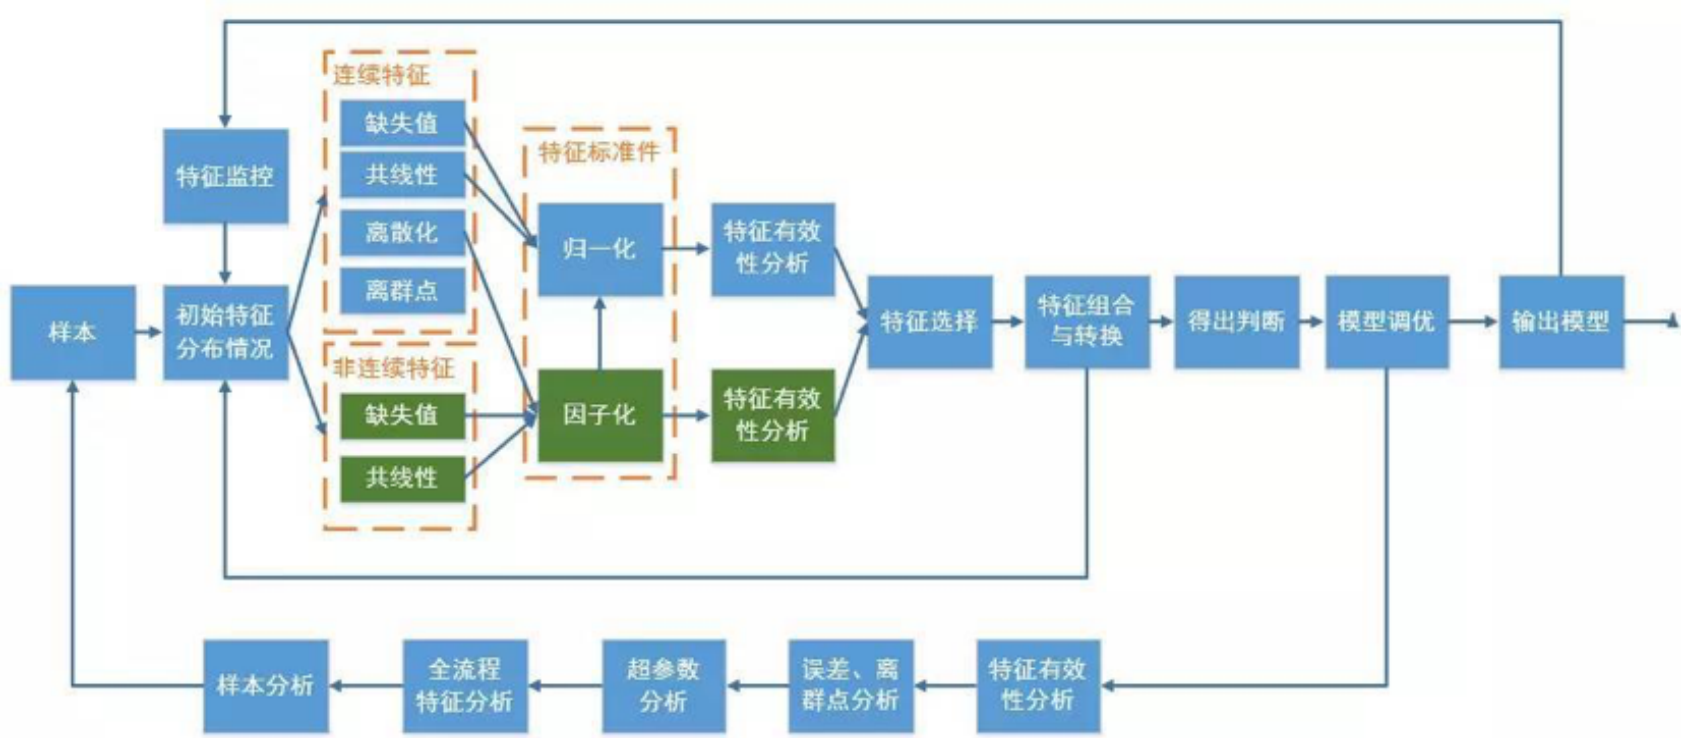 连续特征
缺失值
共线性
离散化
离群点
特征监控
样本
初始特征
分布情况
非连续特征
缺失值
共线性
特征标准件
归一化
因子化
特征有效
性分析
特征有效
性分析
特征选择
特征组合
与转换
得出判断
模型调优
输出模型
样本分析
全流程
特征分析
超参数
分析
误差、离
群点分析
特征有效
性分析